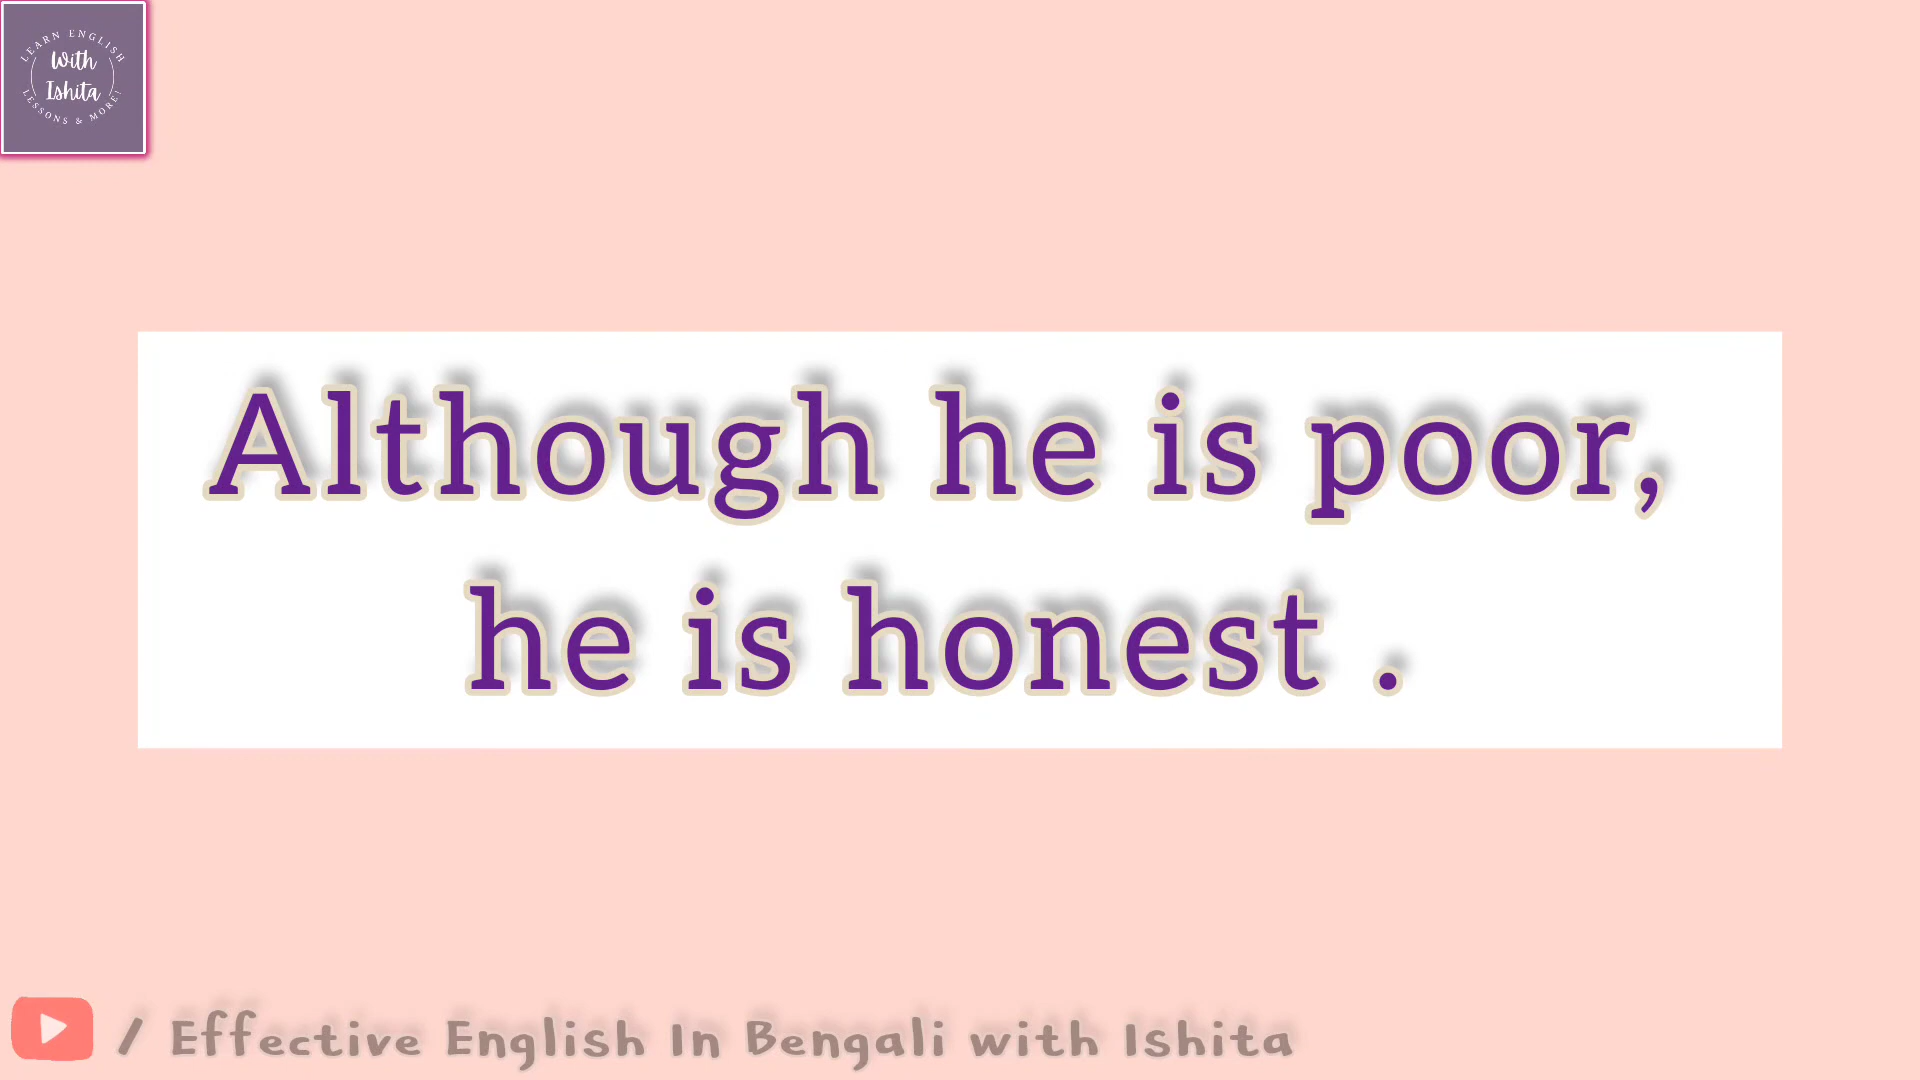 LEARN ENGLISH
With
Ishita
LESSONS & MORE!
Although he is poor,
he is honest .
/ Effective English In Bengali with Ishita